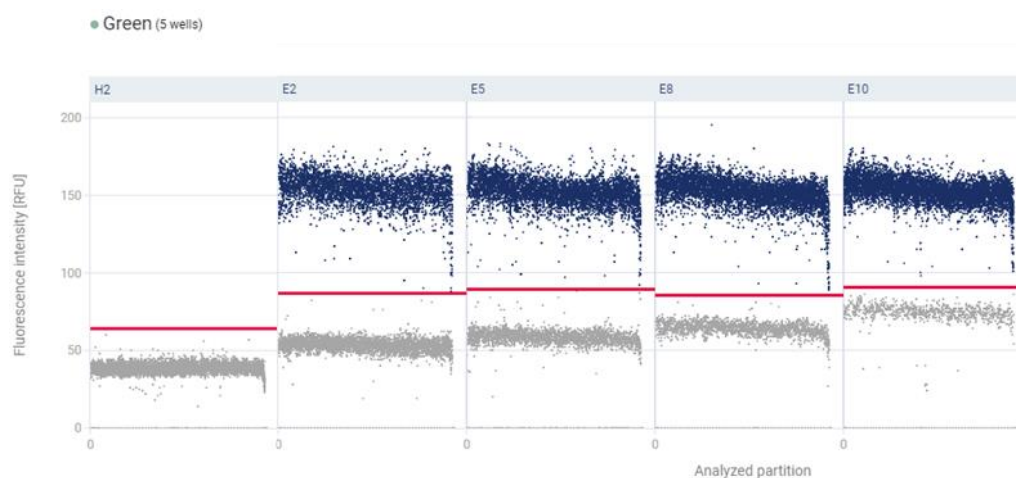 Green (5 wells)
H2 E2 E5 E8 E10
Fluorescence intensity [RFU]
200
150
100
50
0
0 0 0 0 0
Analyzed partition